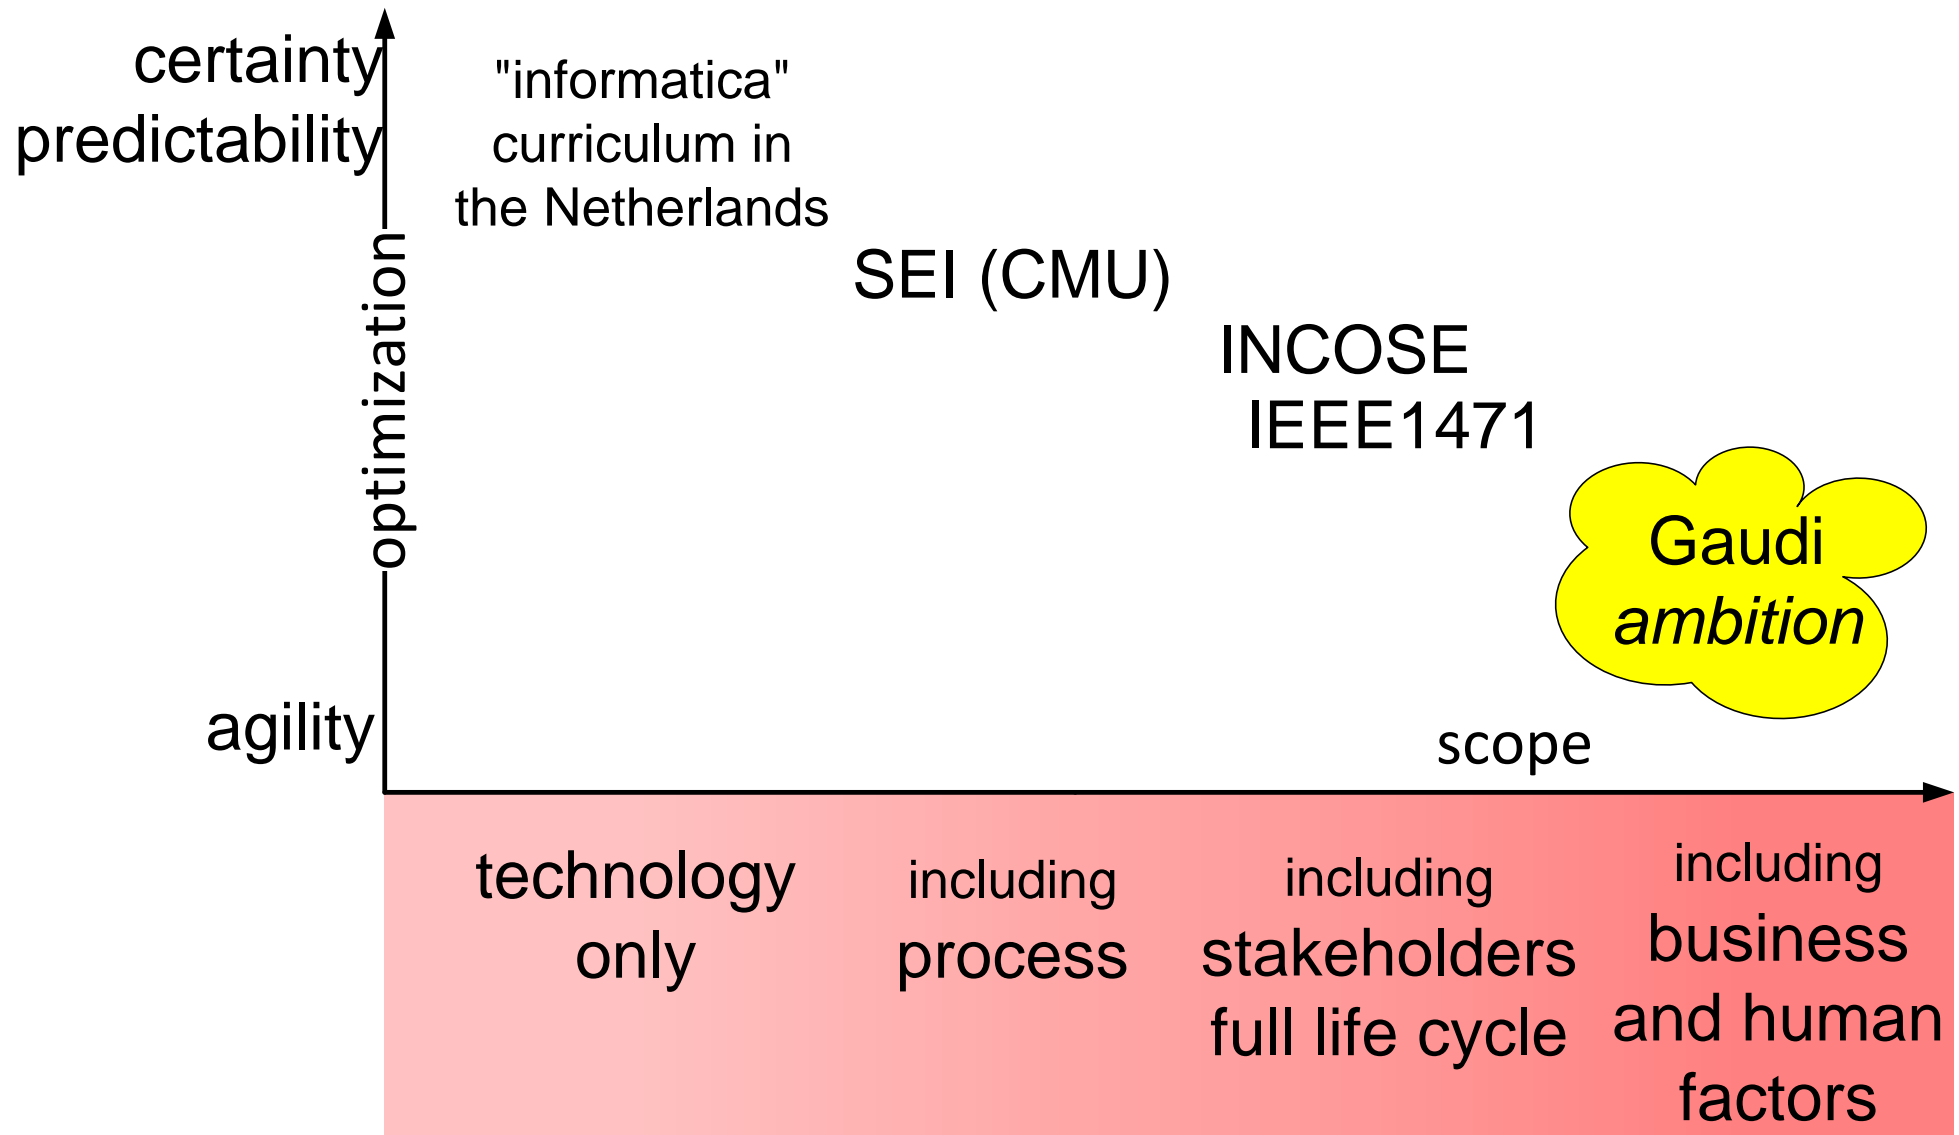 certainty
predictability
optimization
agility
"informatica"
curriculum in
the Netherlands
SEI (CMU)
INCOSE
IEEE1471
Gaudi
ambition
scope
technology
only
including
process
including
stakeholders
full life cycle
including
business
and human
factors